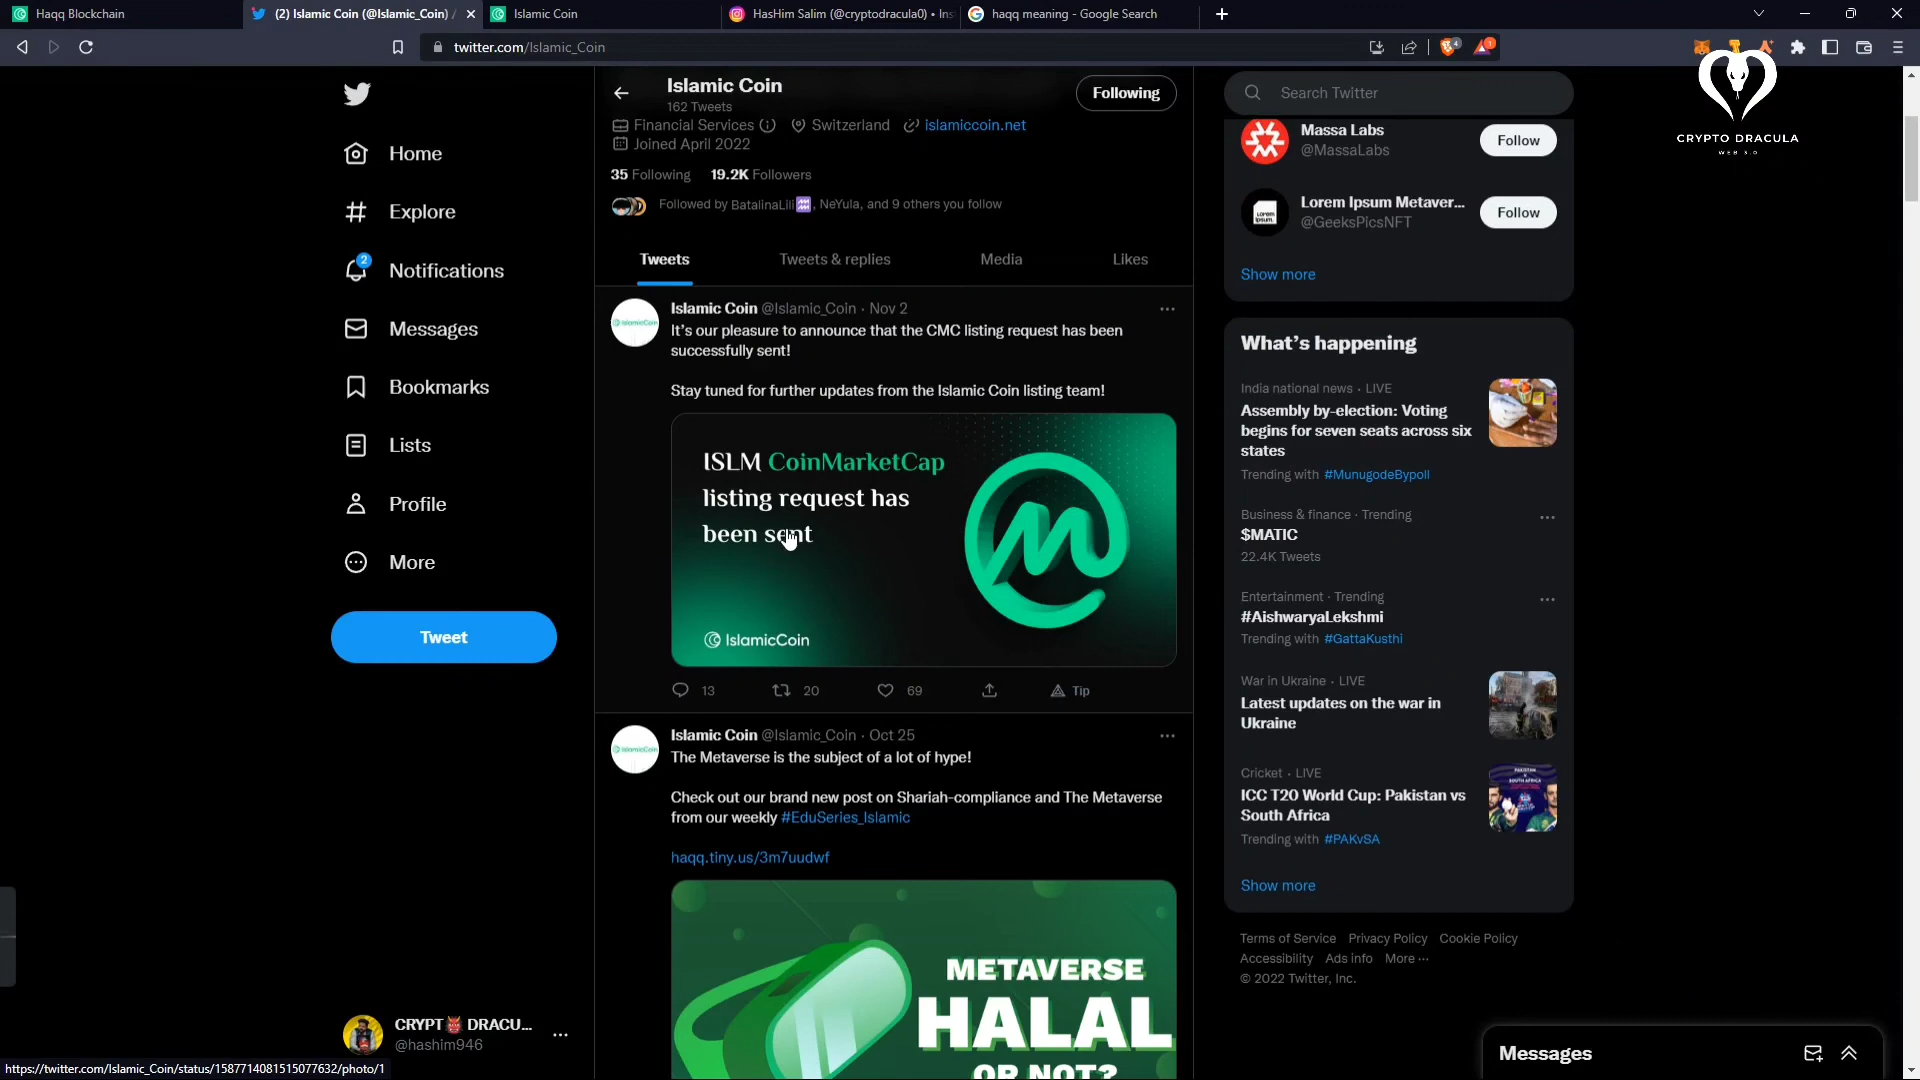 Haqq Blockchain
(2) Islamic Coin (@Islamic_Coin) /
Islamic Coin
HasHim Salim (@cryptodracula0) • Ins
haqq meaning - Google Search
twitter.com/Islamic_Coin
4
1
CRYPTO DRACULA
WEB 3.0
Home
Explore
2
Notifications
Messages
Bookmarks
Lists
Profile
More
Tweet
CRYPT👹 DRACU...
@hashim946
https://twitter.com/Islamic_Coin/status/1587714081515077632/photo/1
Islamic Coin
162 Tweets
Following
Financial Services Switzerland islamiccoin.net
Joined April 2022
35 Following 19.2K Followers
Followed by BatalinaLili♒, NeYula, and 9 others you follow
Tweets Tweets & replies Media Likes
Islamic Coin @Islamic_Coin · Nov 2
It's our pleasure to announce that the CMC listing request has been
successfully sent!
Stay tuned for further updates from the Islamic Coin listing team!
ISLM CoinMarketCap
listing request has
been sent
IslamicCoin
13 20 69 Tip
Islamic Coin @Islamic_Coin · Oct 25
The Metaverse is the subject of a lot of hype!
Check out our brand new post on Shariah-compliance and The Metaverse
from our weekly #EduSeries_Islamic
haqq.tiny.us/3m7uudwf
METAVERSE
HALAL
OR NOT?
Search Twitter
Massa Labs
@MassaLabs
Follow
Lorem Ipsum Metaver...
@GeeksPicsNFT
Follow
Show more
What's happening
India national news · LIVE
Assembly by-election: Voting
begins for seven seats across six
states
Trending with #MunugodeBypoll
Business & finance · Trending
$MATIC
22.4K Tweets
Entertainment · Trending
#AishwaryaLekshmi
Trending with #GattaKusthi
War in Ukraine · LIVE
Latest updates on the war in
Ukraine
Cricket · LIVE
ICC T20 World Cup: Pakistan vs
South Africa
Trending with #PAKvSA
Show more
Terms of Service Privacy Policy Cookie Policy
Accessibility Ads info More ···
© 2022 Twitter, Inc.
Messages